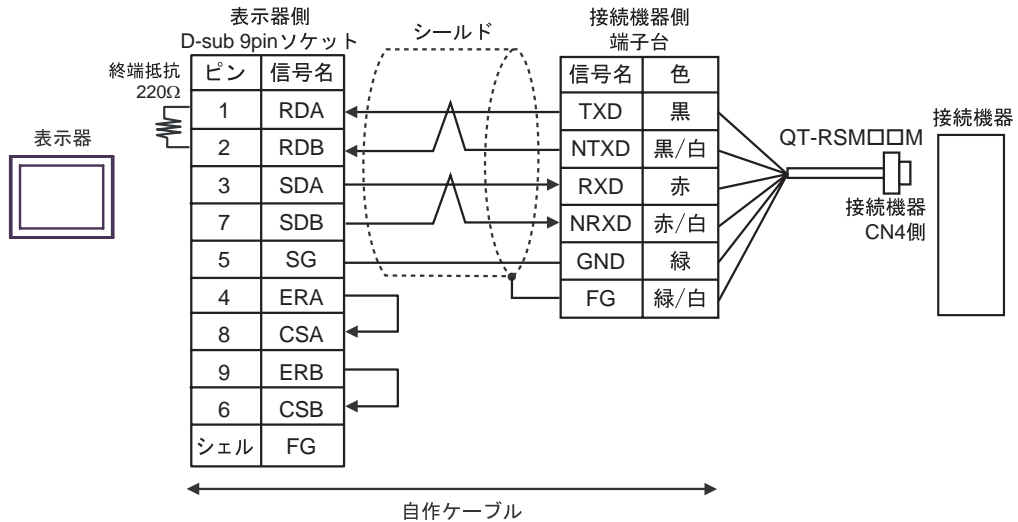 表示器側
D-sub 9pinソケット
シールド
接続機器側
端子台
終端抵抗
220Ω
ピン 信号名
1 RDA
2 RDB
3 SDA
7 SDB
5 SG
4 ERA
8 CSA
9 ERB
6 CSB
シェル FG
信号名 色
TXD 黒
NTXD 黒/白
RXD 赤
NRXD 赤/白
GND 緑
FG 緑/白
表示器
QT-RSM□□M
接続機器
接続機器
CN4側
自作ケーブル